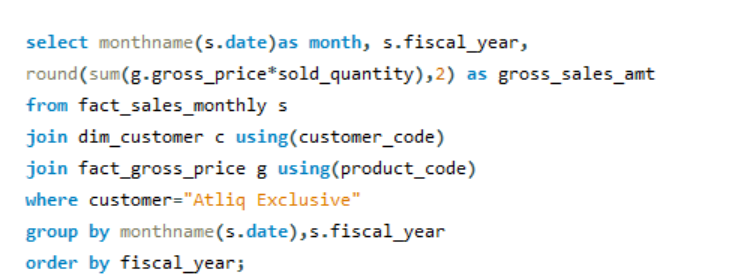 select monthname(s.date)as month, s.fiscal_year,
round(sum(g.gross_price*sold_quantity),2) as gross_sales_amt
from fact_sales_monthly s
join dim_customer c using(customer_code)
join fact_gross_price g using(product_code)
where customer="Atliq Exclusive"
group by monthname(s.date),s.fiscal_year
order by fiscal_year;